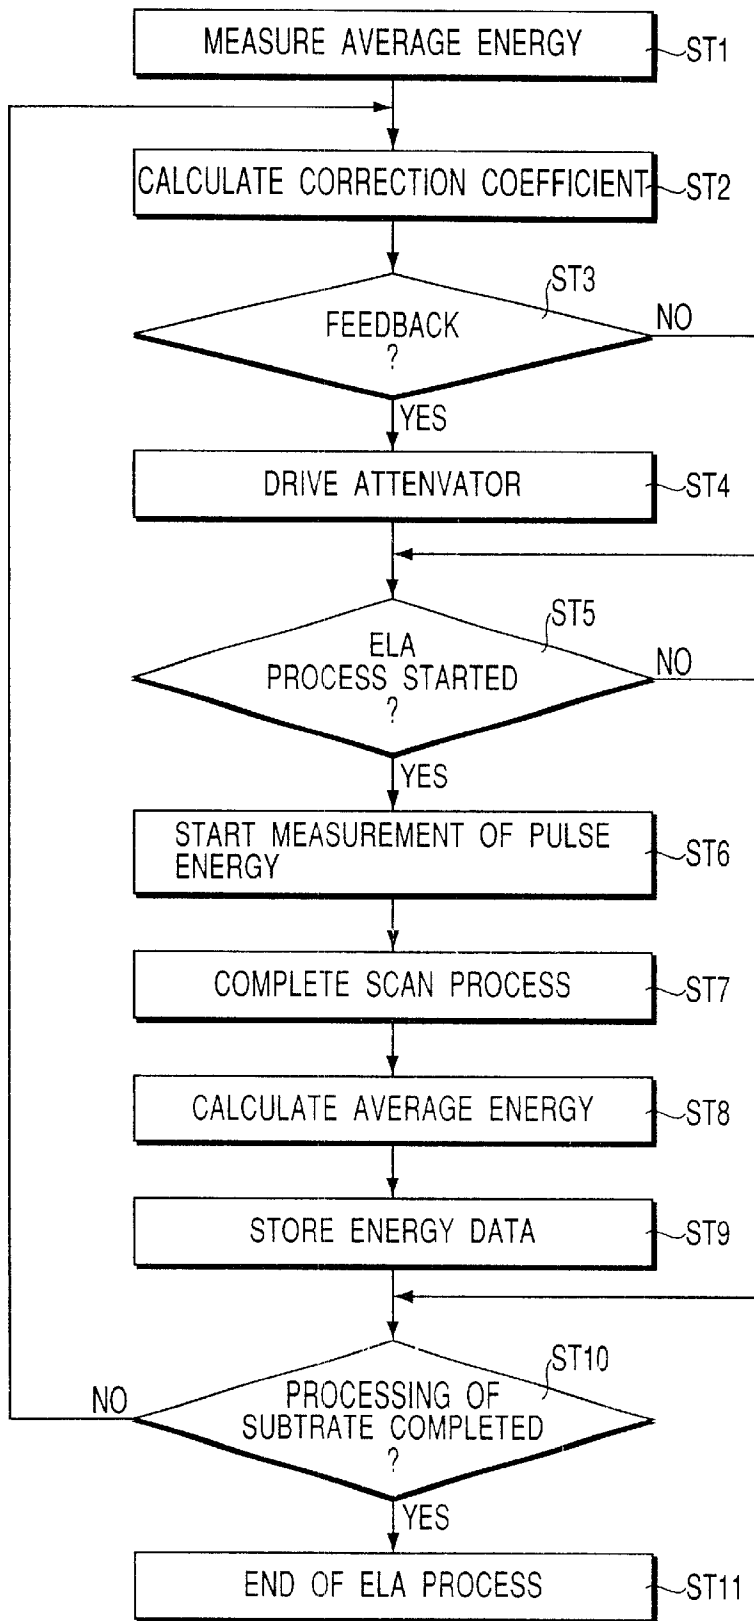 MEASURE AVERAGE ENERGY
ST1
CALCULATE CORRECTION COEFFICIENT
ST2
ST3
FEEDBACK
?
NO
YES
DRIVE ATTENVATOR
ST4
ST5
ELA
PROCESS STARTED
?
NO
YES
START MEASUREMENT OF PULSE
ENERGY
ST6
COMPLETE SCAN PROCESS
ST7
CALCULATE AVERAGE ENERGY
ST8
STORE ENERGY DATA
ST9
ST10
NO
PROCESSING OF
SUBTRATE COMPLETED
?
YES
END OF ELA PROCESS
ST11